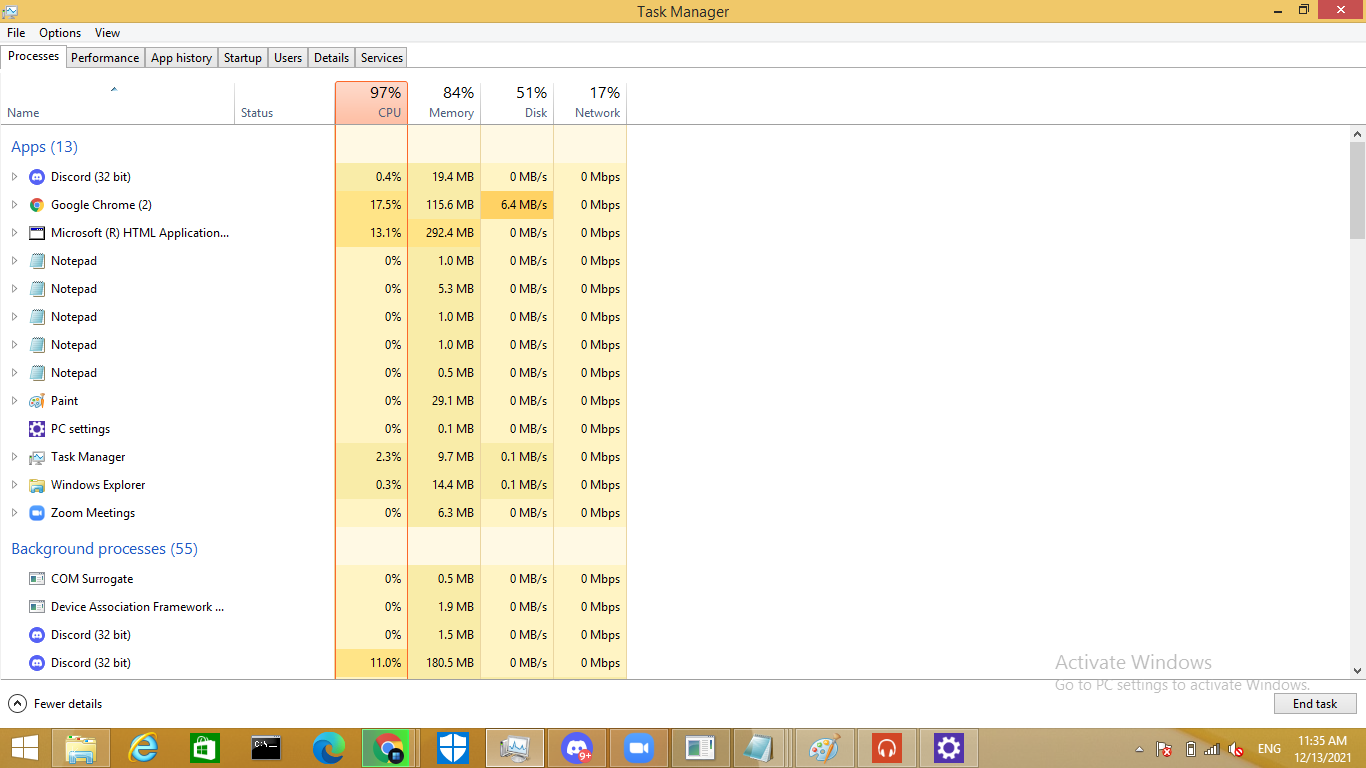 Task Manager
File Options View
Processes Performance App history Startup Users Details Services
97% 84% 51% 17%
Name Status CPU Memory Disk Network
Apps (13)
Discord (32 bit) 0.4% 19.4 MB 0 MB/s 0 Mbps
Google Chrome (2) 17.5% 115.6 MB 6.4 MB/s 0 Mbps
Microsoft (R) HTML Application... 13.1% 292.4 MB 0 MB/s 0 Mbps
Notepad 0% 1.0 MB 0 MB/s 0 Mbps
Notepad 0% 5.3 MB 0 MB/s 0 Mbps
Notepad 0% 1.0 MB 0 MB/s 0 Mbps
Notepad 0% 1.0 MB 0 MB/s 0 Mbps
Notepad 0% 0.5 MB 0 MB/s 0 Mbps
Paint 0% 29.1 MB 0 MB/s 0 Mbps
PC settings 0% 0.1 MB 0 MB/s 0 Mbps
Task Manager 2.3% 9.7 MB 0.1 MB/s 0 Mbps
Windows Explorer 0.3% 14.4 MB 0.1 MB/s 0 Mbps
Zoom Meetings 0% 6.3 MB 0 MB/s 0 Mbps
Background processes (55)
COM Surrogate 0% 0.5 MB 0 MB/s 0 Mbps
Device Association Framework ... 0% 1.9 MB 0 MB/s 0 Mbps
Discord (32 bit) 0% 1.5 MB 0 MB/s 0 Mbps
Discord (32 bit) 11.0% 180.5 MB 0 MB/s 0 Mbps
Activate Windows
Go to PC settings to activate Windows.
Fewer details End task
C:\_
9+
ENG 11:35 AM
12/13/2021